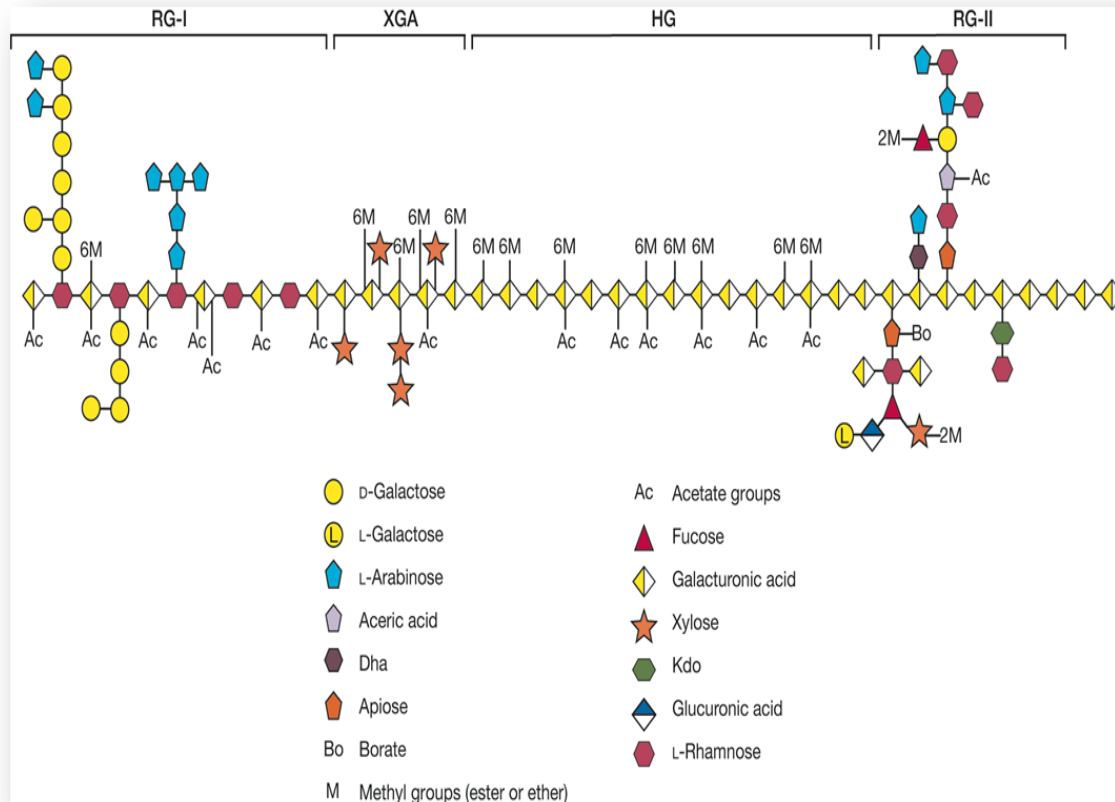 RG-I XGA HG RG-II
2M
Ac
6M 6M 6M 6M
6M 6M 6M 6M 6M 6M 6M 6M 6M
Ac Ac Ac Ac Ac Ac Ac Ac Ac Ac Ac Ac Ac Bo
Ac
L 2M
D-Galactose Ac Acetate groups
L L-Galactose Fucose
L-Arabinose Galacturonic acid
Aceric acid Xylose
Dha Kdo
Apiose Glucuronic acid
Bo Borate L-Rhamnose
M Methyl groups (ester or ether)